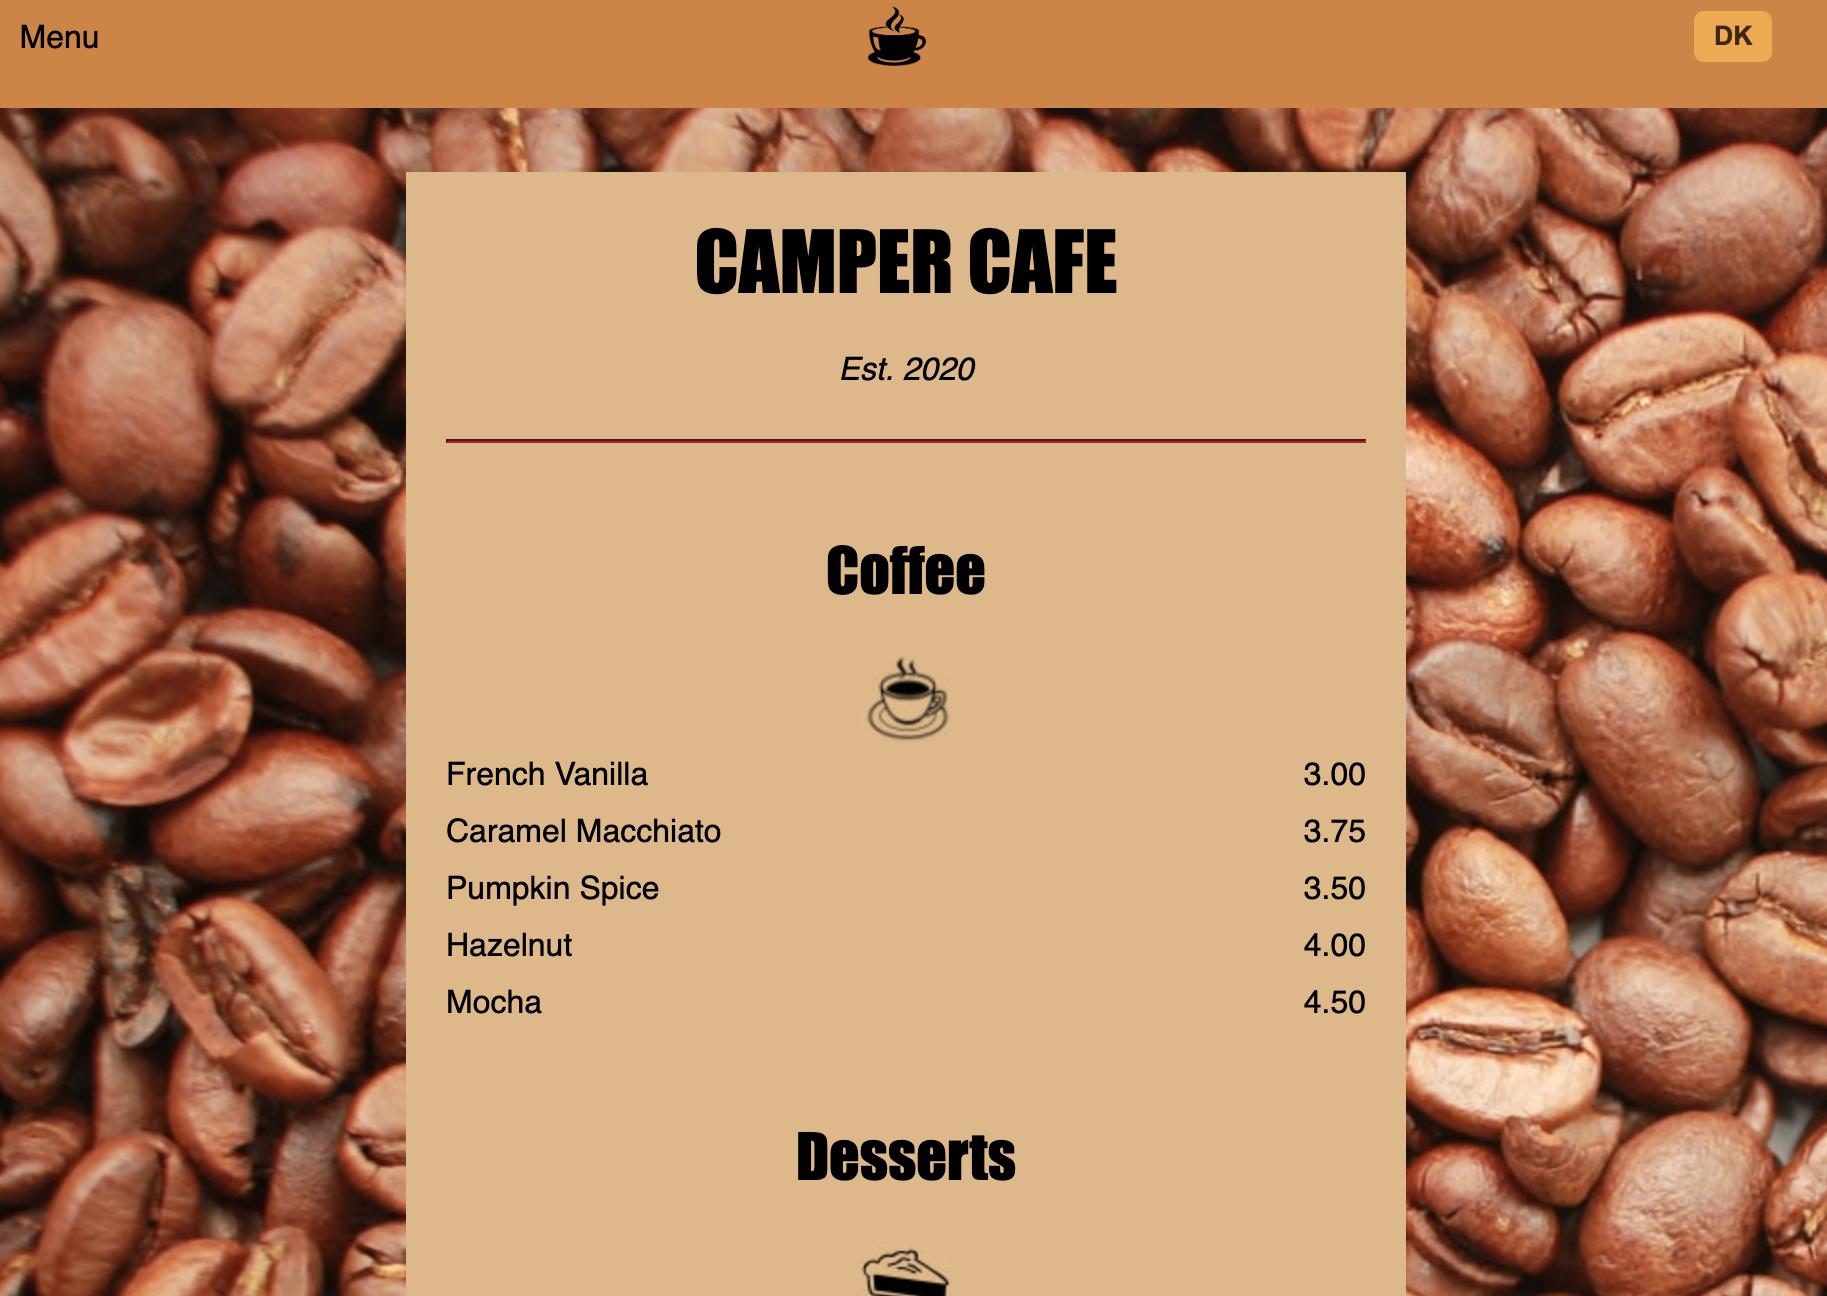 Menu
DK
CAMPER CAFE
Est. 2020
Coffee
French Vanilla 3.00
Caramel Macchiato 3.75
Pumpkin Spice 3.50
Hazelnut 4.00
Mocha 4.50
Desserts